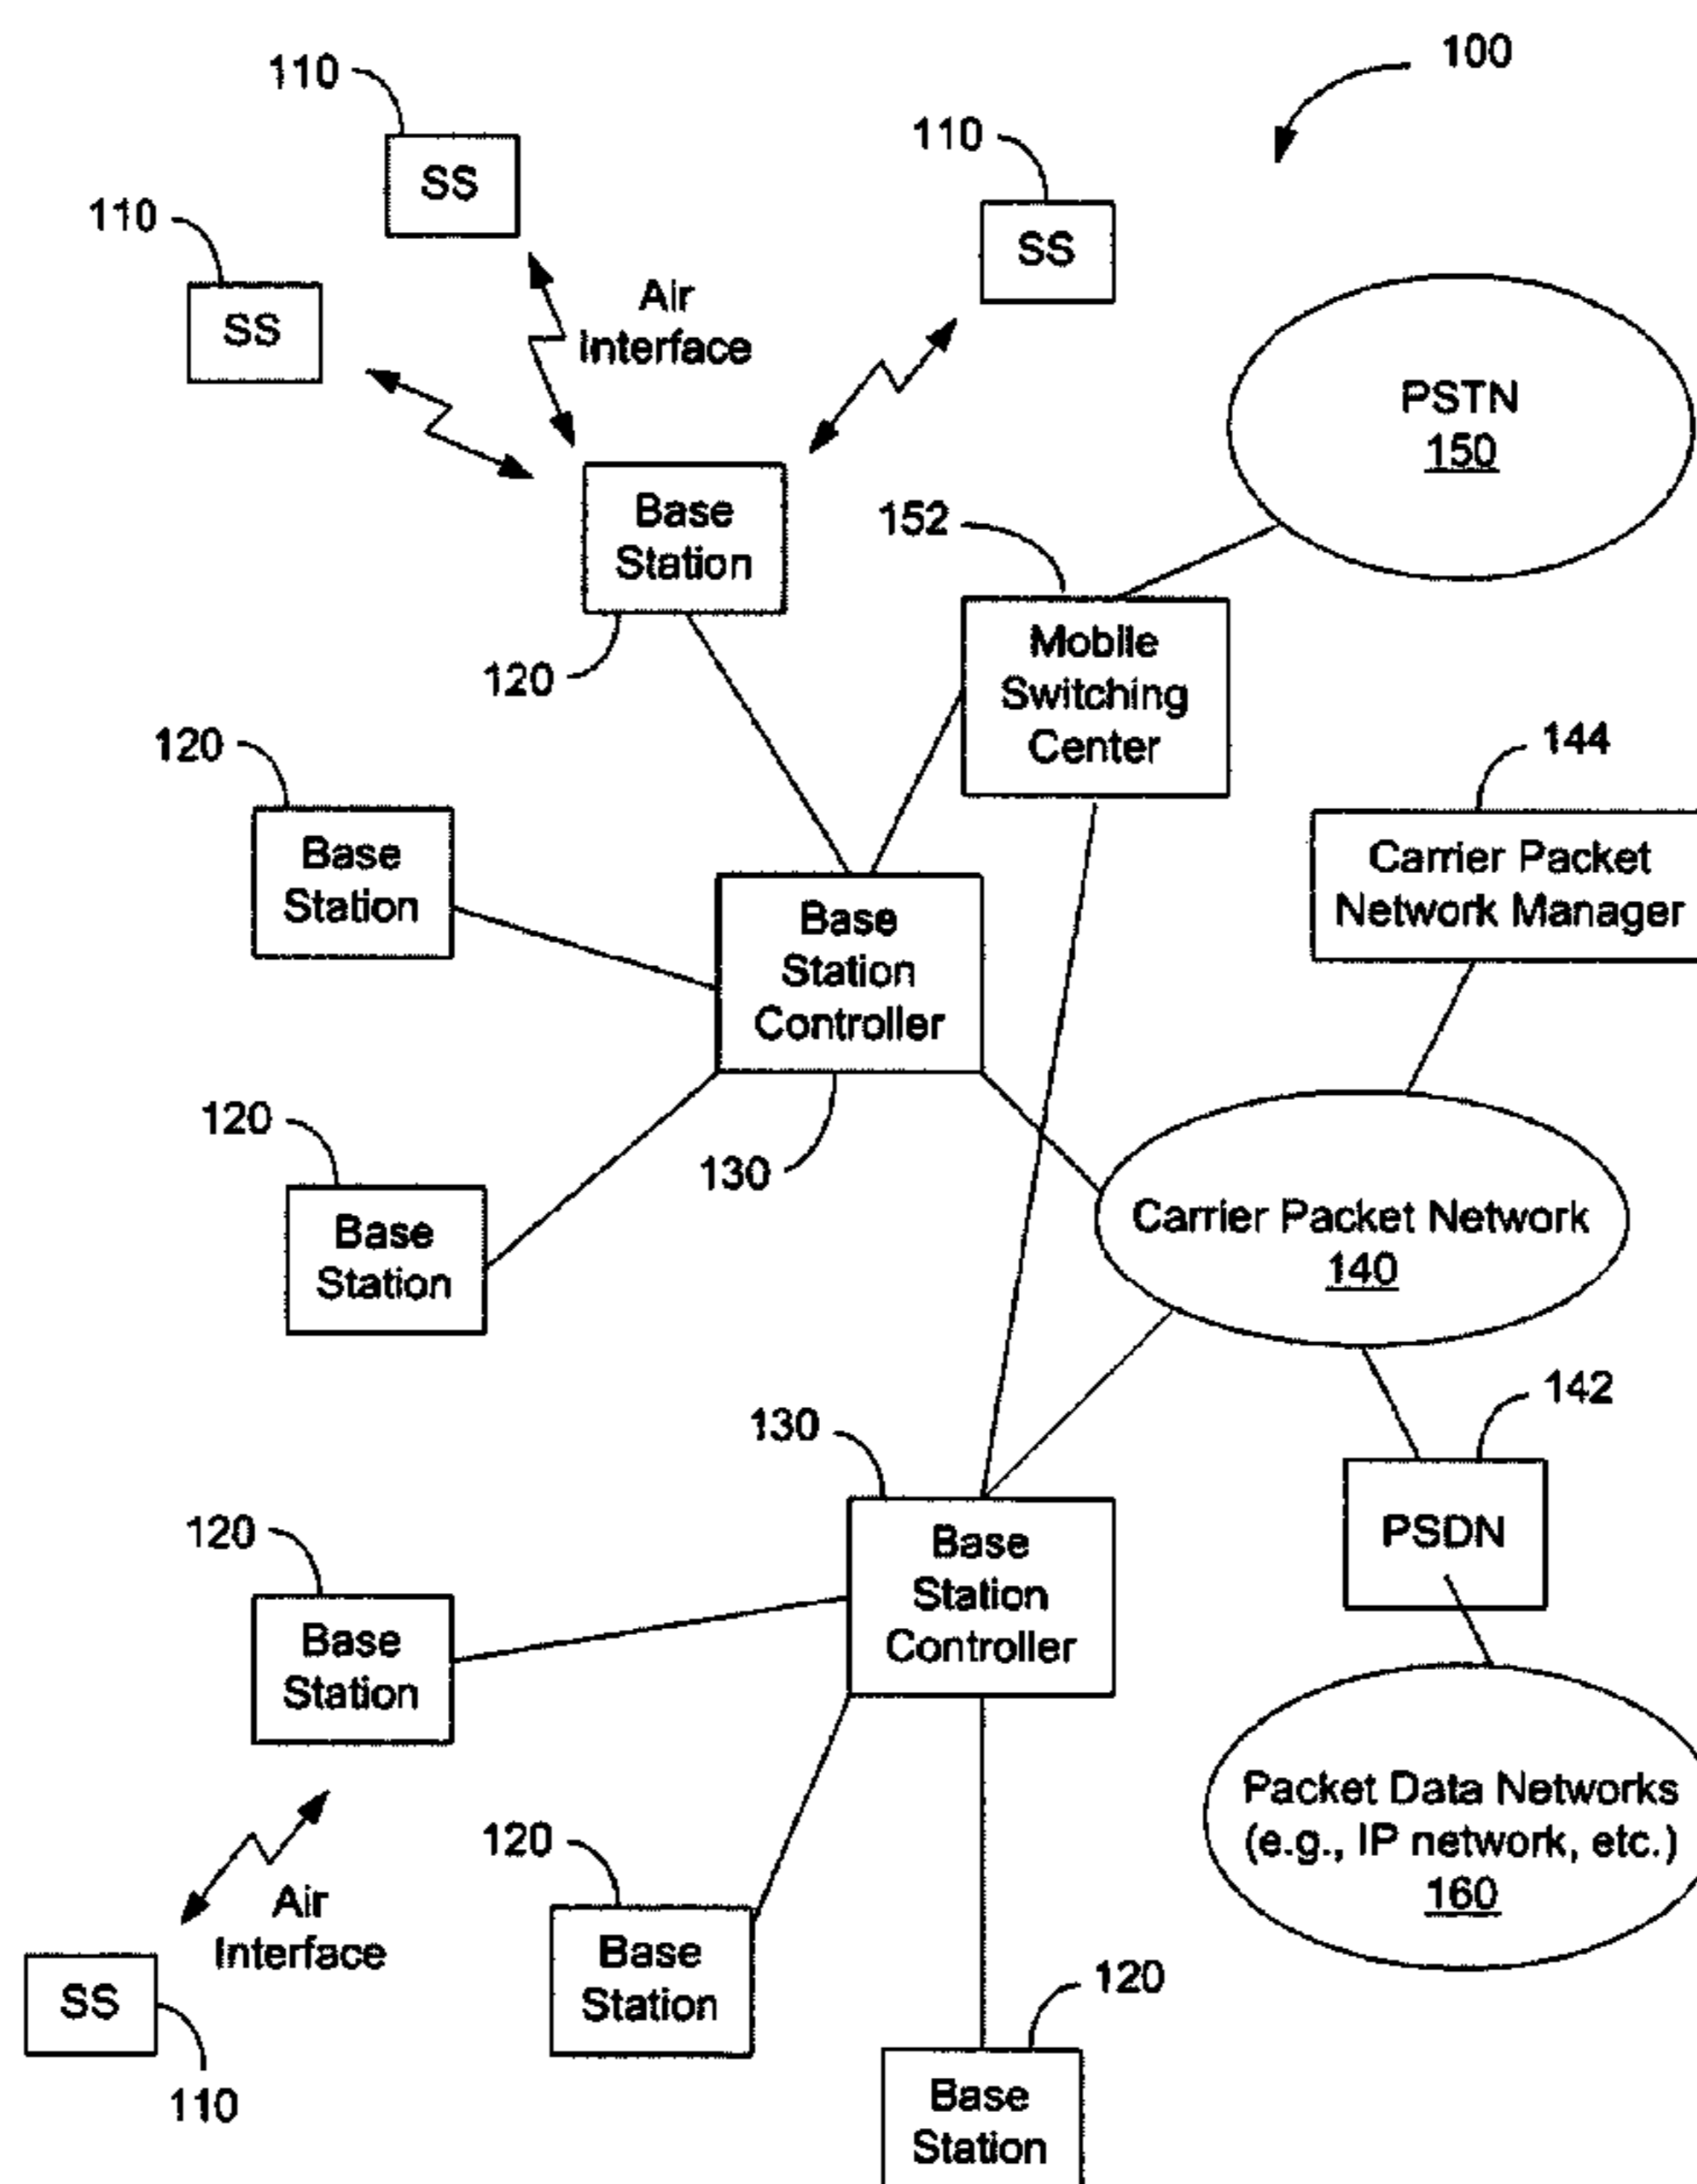 100
110
SS
110
SS
110
SS
Air
Interface
PSTN
150
Base
Station
120
152
Mobile
Switching
Center
144
Carrier Packet
Network Manager
120
Base
Station
Base
Station
Controller
130
120
Base
Station
Carrier Packet Network
140
142
PSDN
130
Base
Station
Controller
120
Base
Station
Packet Data Networks
(e.g., IP network, etc.)
160
Air
Interface
SS
110
120
Base
Station
120
Base
Station